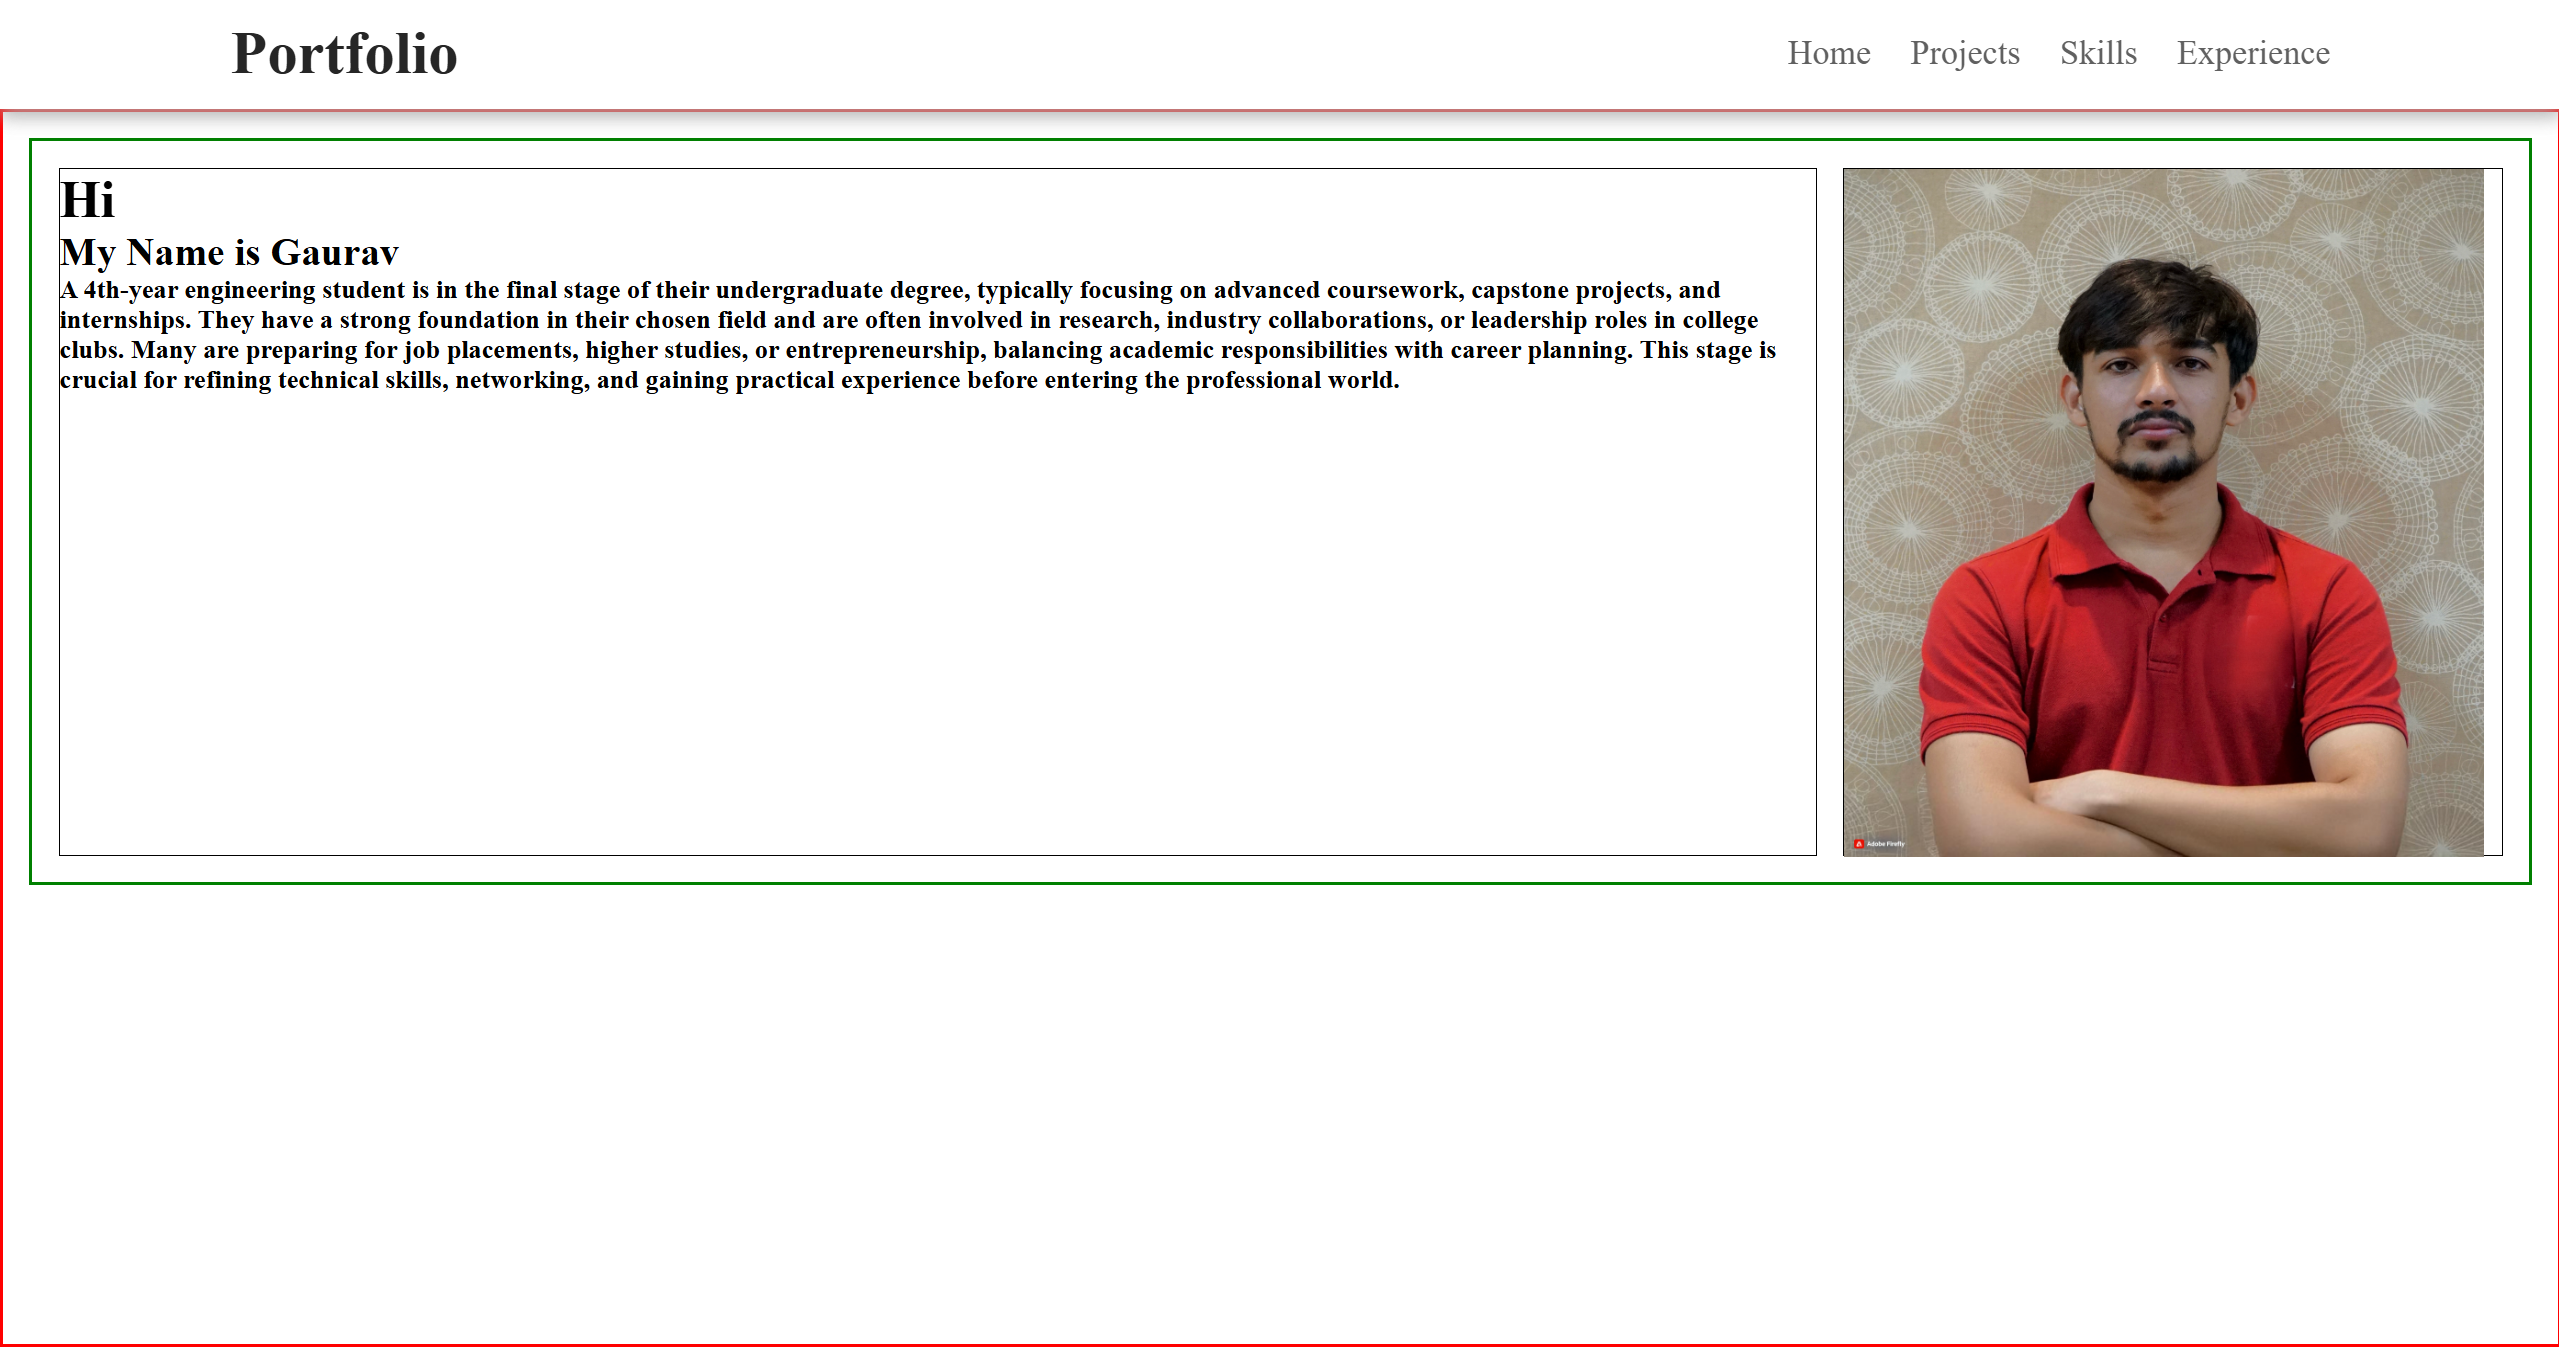 Portfolio
Home Projects Skills Experience
Hi
My Name is Gaurav
A 4th-year engineering student is in the final stage of their undergraduate degree, typically focusing on advanced coursework, capstone projects, and
internships. They have a strong foundation in their chosen field and are often involved in research, industry collaborations, or leadership roles in college
clubs. Many are preparing for job placements, higher studies, or entrepreneurship, balancing academic responsibilities with career planning. This stage is
crucial for refining technical skills, networking, and gaining practical experience before entering the professional world.
Adobe Firefly